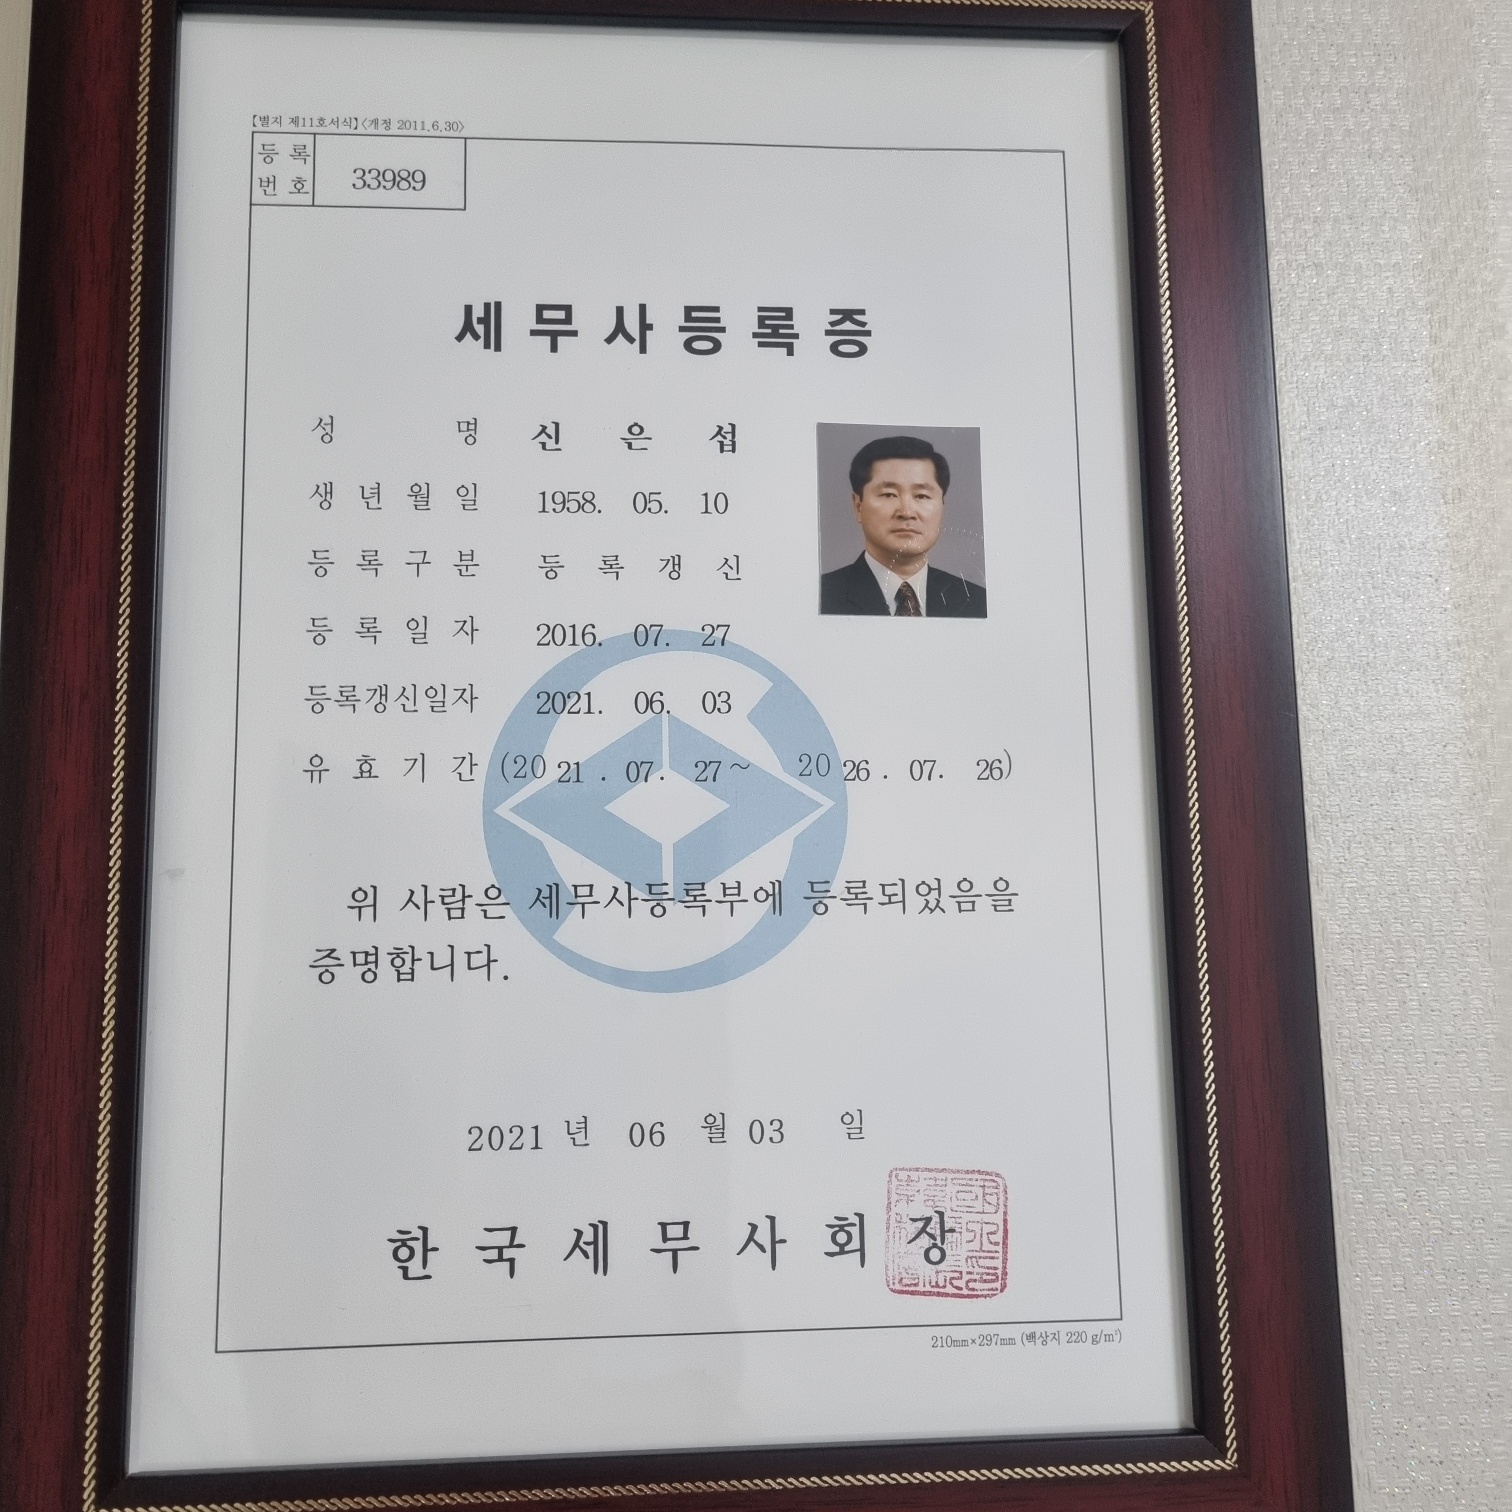 【별지 제11호서식】<개정 2011.6.30>
등록번호 33989
세무사등록증
성명 신은섭
생년월일 1958. 05. 10
등록구분 등록갱신
등록일자 2016. 07. 27
등록갱신일자 2021. 06. 03
유효기간 (2021. 07. 27~ 2026. 07. 26)
위 사람은 세무사등록부에 등록되었음을
증명합니다.
2021 년 06 월 03 일
한국세무사회장
210mm×297mm (백상지 220 g/m²)